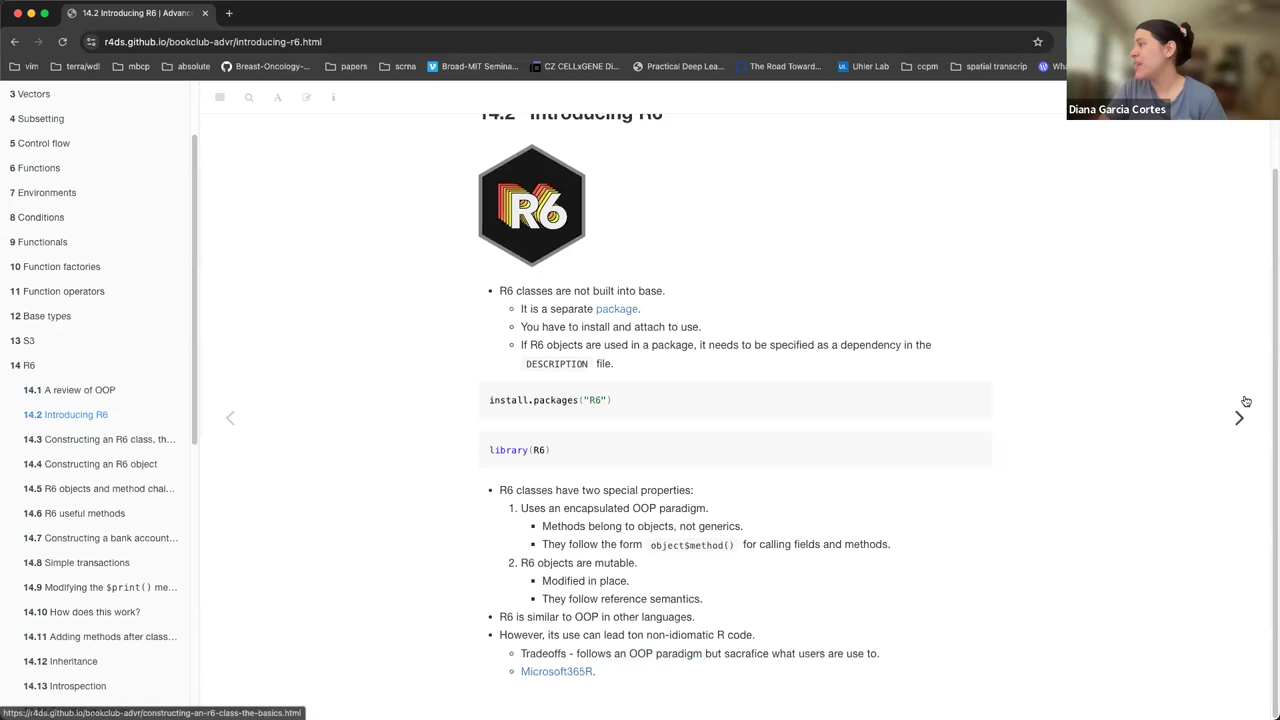 14.2 Introducing R6 | Advanc
r4ds.github.io/bookclub-advr/introducing-r6.html
vim
terra/wdl
mbcp
absolute
Breast-Oncology-...
papers
scrna
Broad-MIT Semina...
CZ CELLxGENE Di...
Practical Deep Lea...
The Road Toward...
Uhler Lab
ccpm
spatial transcrip
Wh
Diana Garcia Cortes
3 Vectors
4 Subsetting
5 Control flow
6 Functions
7 Environments
8 Conditions
9 Functionals
10 Function factories
11 Function operators
12 Base types
13 S3
14 R6
14.1 A review of OOP
14.2 Introducing R6
14.3 Constructing an R6 class, th...
14.4 Constructing an R6 object
14.5 R6 objects and method chai...
14.6 R6 useful methods
14.7 Constructing a bank account...
14.8 Simple transactions
14.9 Modifying the $print() me...
14.10 How does this work?
14.11 Adding methods after class...
14.12 Inheritance
14.13 Introspection
https://r4ds.github.io/bookclub-advr/constructing-an-r6-class-the-basics.html
14.2 Introducing R6
R6
• R6 classes are not built into base.
It is a separate package.
You have to install and attach to use.
If R6 objects are used in a package, it needs to be specified as a dependency in the
DESCRIPTION file.
install.packages("R6")
library(R6)
• R6 classes have two special properties:
1. Uses an encapsulated OOP paradigm.
Methods belong to objects, not generics.
They follow the form object$method() for calling fields and methods.
2. R6 objects are mutable.
Modified in place.
They follow reference semantics.
• R6 is similar to OOP in other languages.
• However, its use can lead ton non-idiomatic R code.
Tradeoffs - follows an OOP paradigm but sacrafice what users are use to.
Microsoft365R.